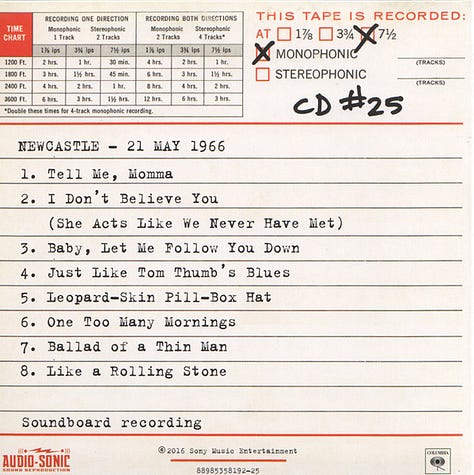 TIME CHART
RECORDING ONE DIRECTION
RECORDING BOTH DIRECTIONS
Monophonic 1 Track
Stereophonic 2 Tracks
Monophonic 2 Track
Stereophonic 4 Tracks*
1⅞ ips 3¾ ips 7½ ips 1⅞ ips 3¾ ips 7½ ips
1200 Ft. 2 hrs. 1 hr. 30 min. 4 hrs. 2 hrs. 1 hr.
1800 Ft. 3 hrs. 1½ hrs. 45 min. 6 hrs. 3 hrs. 1½ hrs.
2400 Ft. 4 hrs. 2 hrs. 1 hr. 8 hrs. 4 hrs. 2 hrs.
3600 Ft. 6 hrs. 3 hrs. 1½ hrs. 12 hrs. 6 hrs. 3 hrs.
*Double these times for 4-track monophonic recording.
THIS TAPE IS RECORDED:
AT 1⅞ 3¾ 7½
MONOPHONIC
(TRACKS)
STEREOPHONIC
(TRACKS)
CD #25
NEWCASTLE - 21 MAY 1966
1. Tell Me, Momma
2. I Don't Believe You
(She Acts Like We Never Have Met)
3. Baby, Let Me Follow You Down
4. Just Like Tom Thumb's Blues
5. Leopard-Skin Pill-Box Hat
6. One Too Many Mornings
7. Ballad of a Thin Man
8. Like a Rolling Stone
Soundboard recording
AUDIO-SONIC
SOUND REPRODUCTION
℗©2016 Sony Music Entertainment
88985358192-25
COLUMBIA